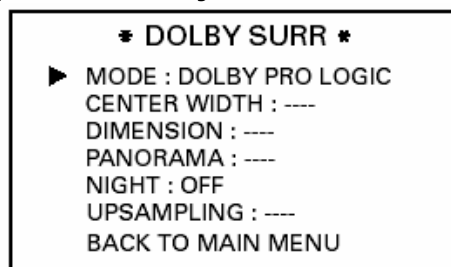 * DOLBY SURR *
MODE : DOLBY PRO LOGIC
CENTER WIDTH : ----
DIMENSION : ----
PANORAMA : ----
NIGHT : OFF
UPSAMPLING : ----
BACK TO MAIN MENU